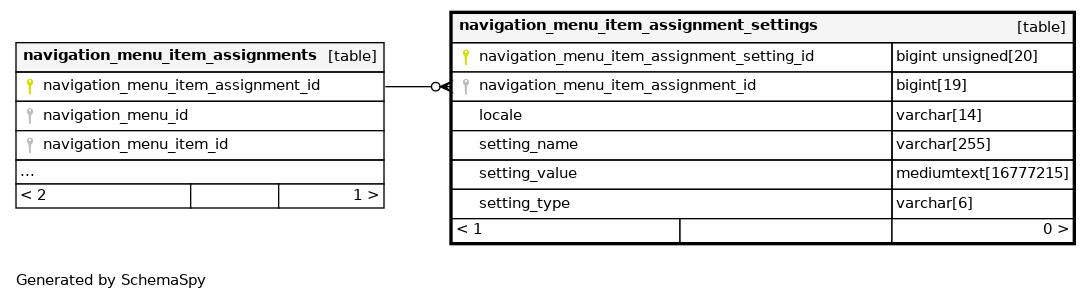 navigation_menu_item_assignments [table]
navigation_menu_item_assignment_id
navigation_menu_id
navigation_menu_item_id
...
< 2 1 >
navigation_menu_item_assignment_settings [table]
navigation_menu_item_assignment_setting_id bigint unsigned[20]
navigation_menu_item_assignment_id bigint[19]
locale varchar[14]
setting_name varchar[255]
setting_value mediumtext[16777215]
setting_type varchar[6]
< 1 0 >
Generated by SchemaSpy